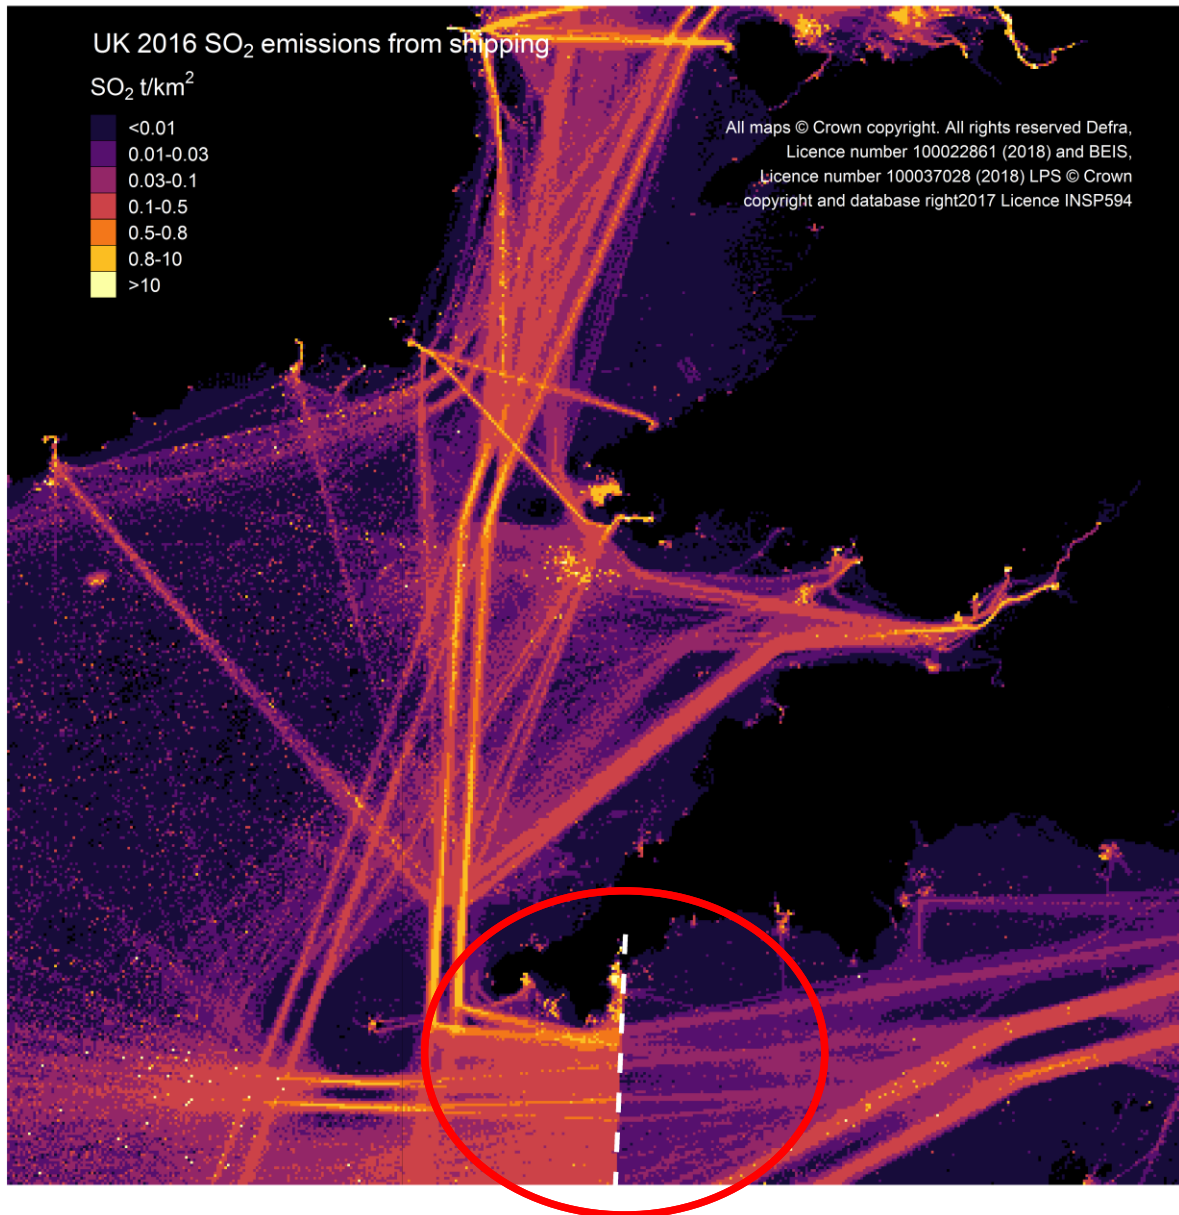 UK 2016 SO₂ emissions from shipping
SO₂ t/km²
<0.01
0.01-0.03
0.03-0.1
0.1-0.5
0.5-0.8
0.8-10
>10
All maps © Crown copyright. All rights reserved Defra,
Licence number 100022861 (2018) and BEIS,
Licence number 100037028 (2018) LPS © Crown
copyright and database right2017 Licence INSP594